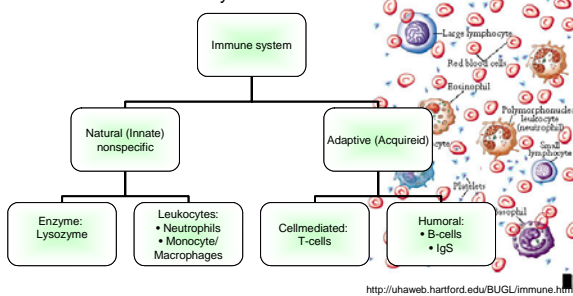 Immune system
Large lymphocyte
Red blood cells
Eosinophil
Natural (Innate)
nonspecific
Adaptive (Acquireid)
Polymorphonuclea
leukocyte
(neutrophil)
Small
lymphocyte
Platelets
Enzyme:
Lysozyme
Leukocytes:
• Neutrophils
• Monocyte/
Macrophages
Cellmediated:
T-cells
Humoral:
• B-cells
• IgS
http://uhaweb.hartford.edu/BUGL/immune.htm